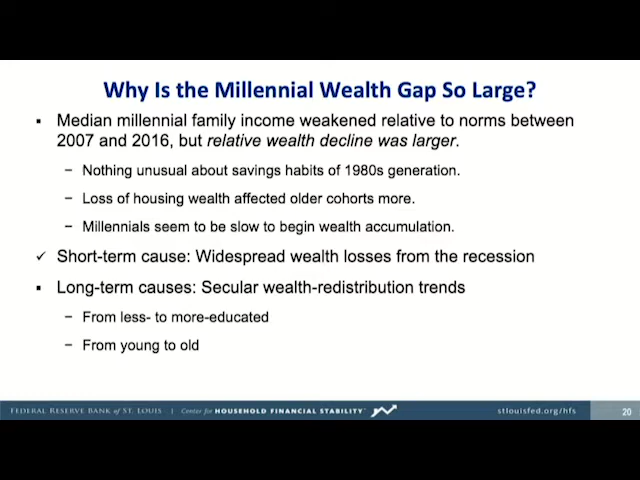 Why Is the Millennial Wealth Gap So Large?
▪ Median millennial family income weakened relative to norms between
2007 and 2016, but relative wealth decline was larger.
− Nothing unusual about savings habits of 1980s generation.
− Loss of housing wealth affected older cohorts more.
− Millennials seem to be slow to begin wealth accumulation.
✓ Short-term cause: Widespread wealth losses from the recession
▪ Long-term causes: Secular wealth-redistribution trends
− From less- to more-educated
− From young to old
FEDERAL RESERVE BANK of ST. LOUIS | Center for HOUSEHOLD FINANCIAL STABILITY stlouisfed.org/hfs 20